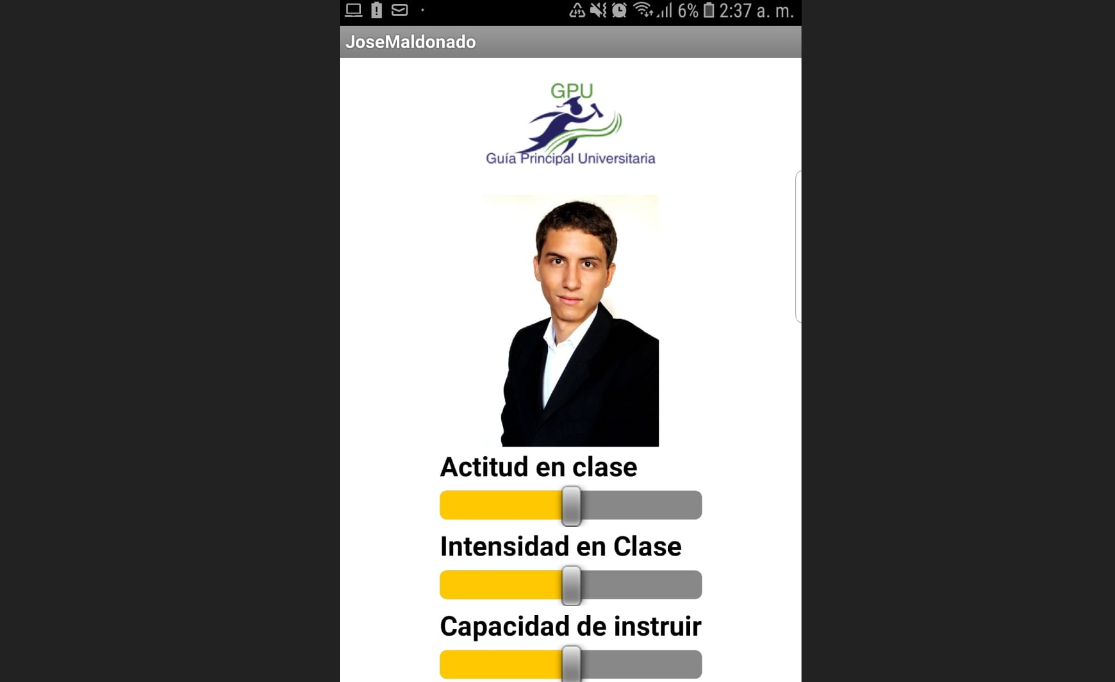 6% 2:37 a. m.
JoseMaldonado
GPU
Guía Principal Universitaria
Actitud en clase
Intensidad en Clase
Capacidad de instruir